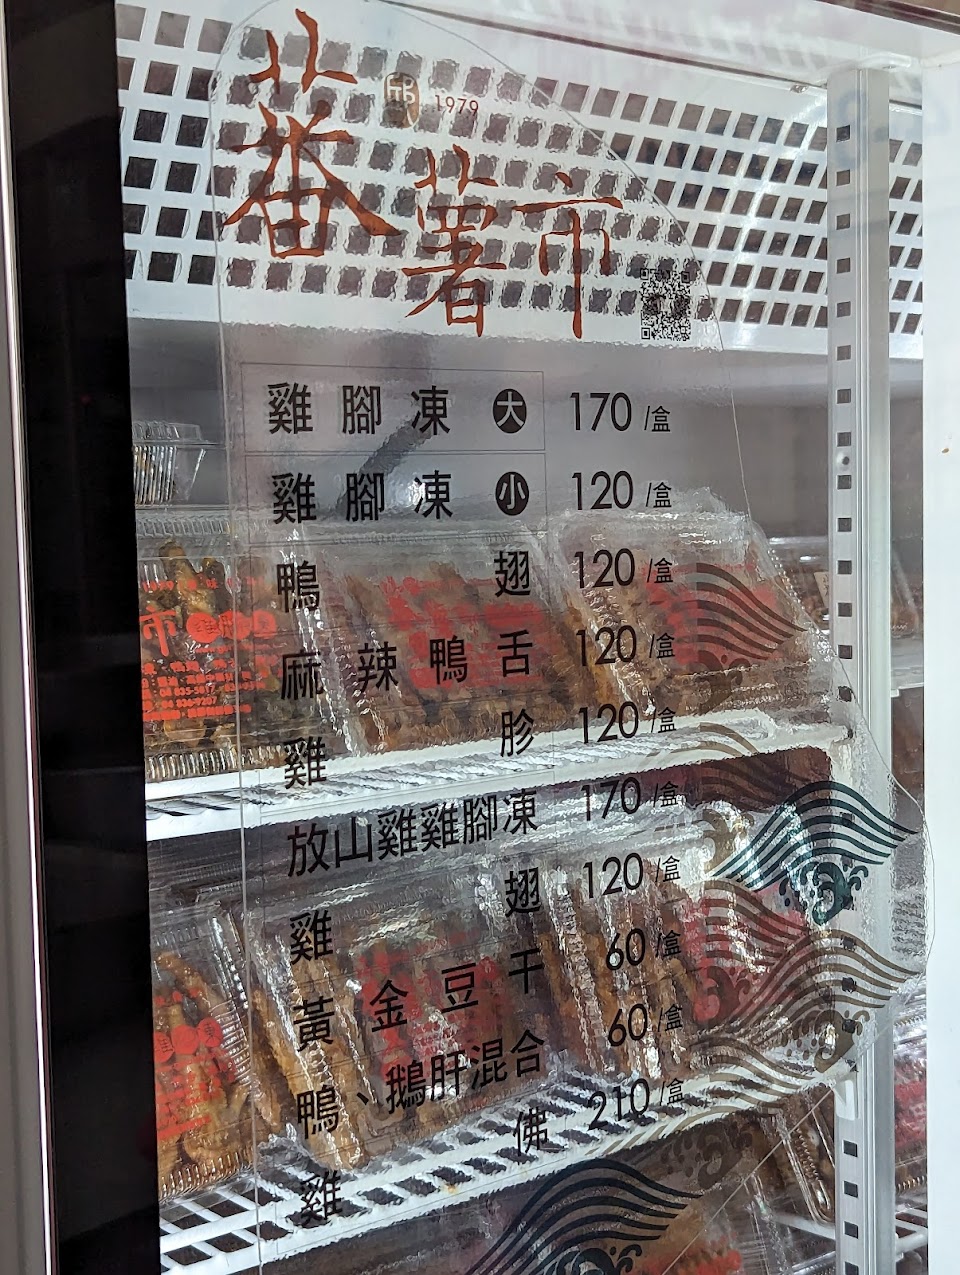 蕃薯市
1979
雞腳凍 大 170 /盒
雞腳凍 小 120 /盒
鴨翅 120 /盒
麻辣鴨舌 120 /盒
雞胗 120 /盒
放山雞雞腳凍 170 /盒
雞翅 120 /盒
黃金豆干 60 /盒
鴨、鵝肝混合 60 /盒
雞佛 210 /盒
市